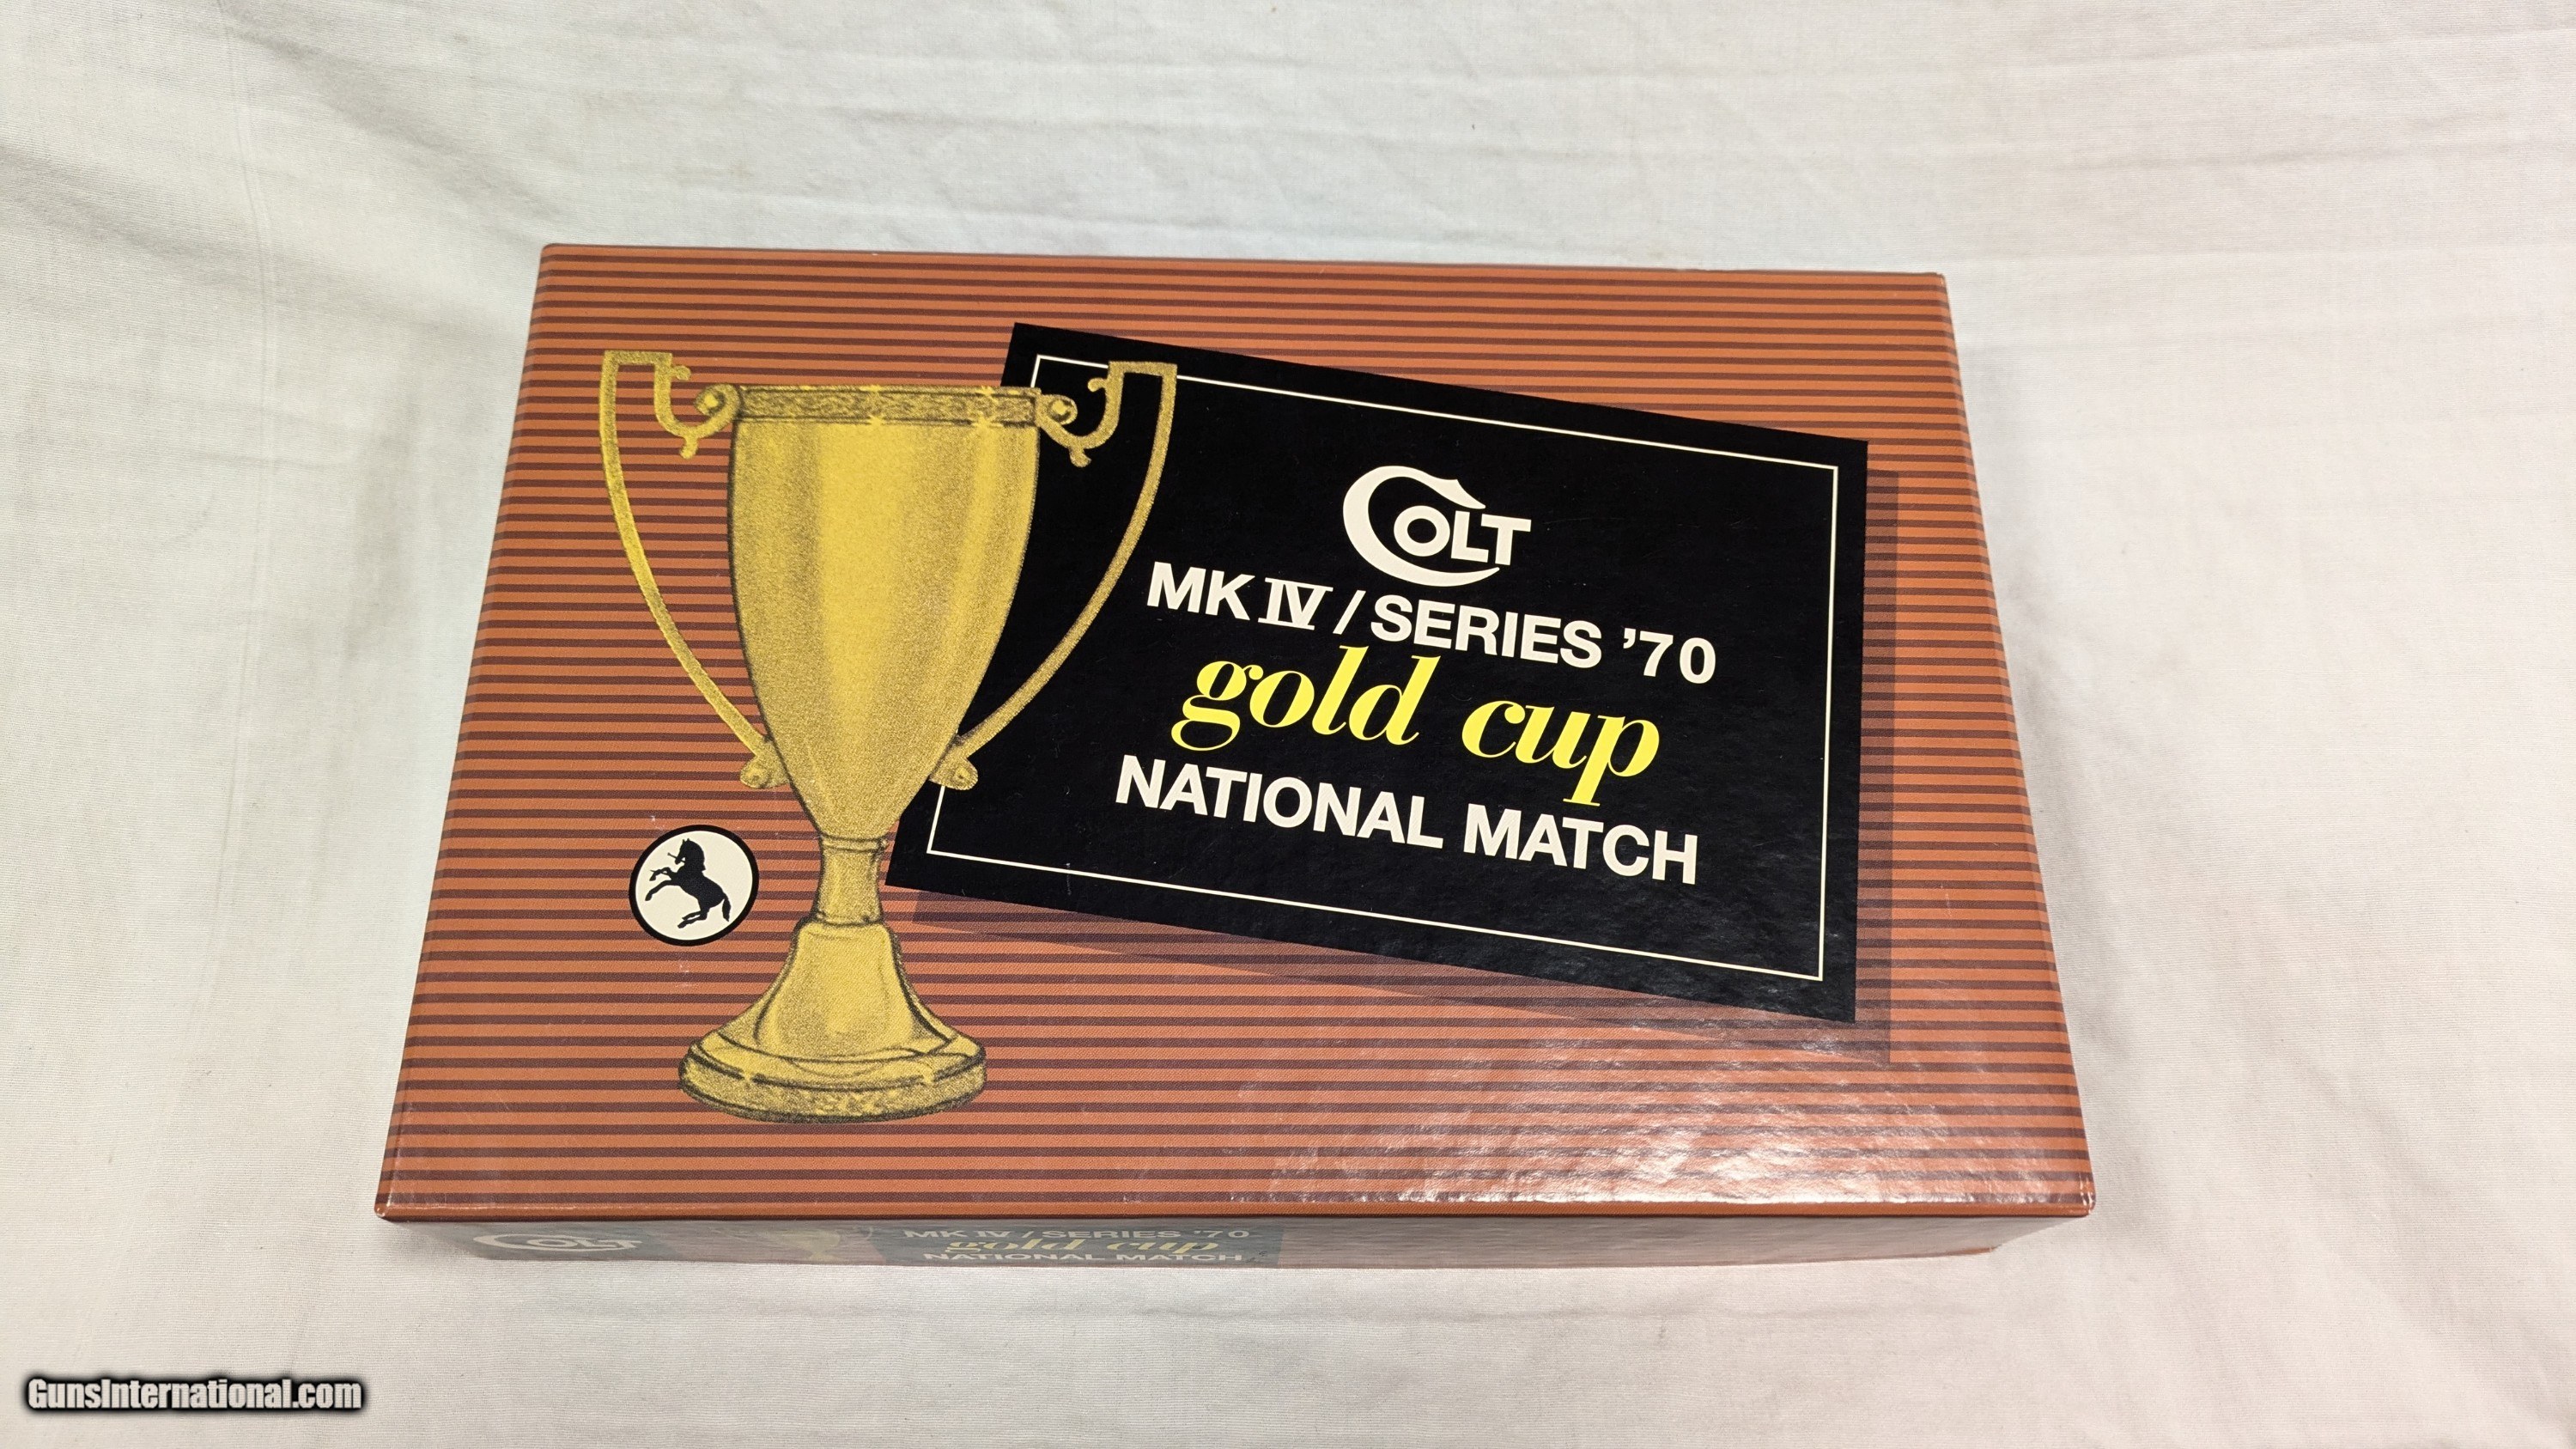 COLT
MK IV / SERIES '70
gold cup
NATIONAL MATCH
COLT
MK IV / SERIES '70
gold cup
NATIONAL MATCH
GunsInternational.com